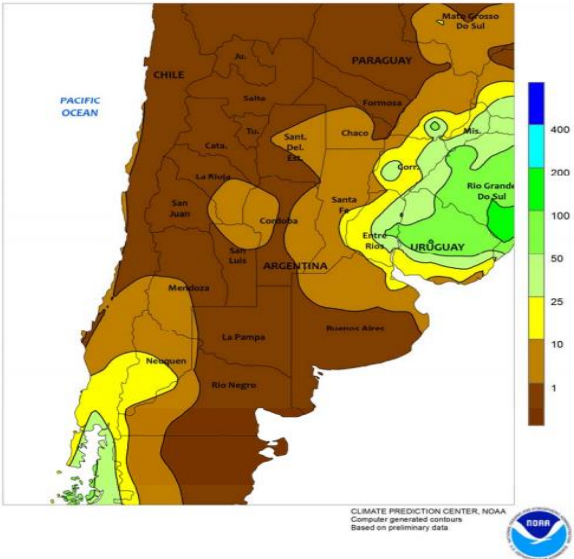 Mato Grosso
Do Sul
Ju.
PARAGUAY
CHILE
PACIFIC
OCEAN
Salta
Formosa
400
Tu.
Sant.
Del.
Est.
Chaco
Mis.
Cata.
Corr.
200
La Rioja
Rio Grande
Do Sul
San
Juan
Santa
Fe
Cordoba
100
Entre
Rios
URUGUAY
San
Luis
ARGENTINA
50
Mendoza
25
Buenos Aires
La Pampa
10
Neuquen
Rio Negro
1
CLIMATE PREDICTION CENTER, NOAA
Computer generated contours
Based on preliminary data
NOAA